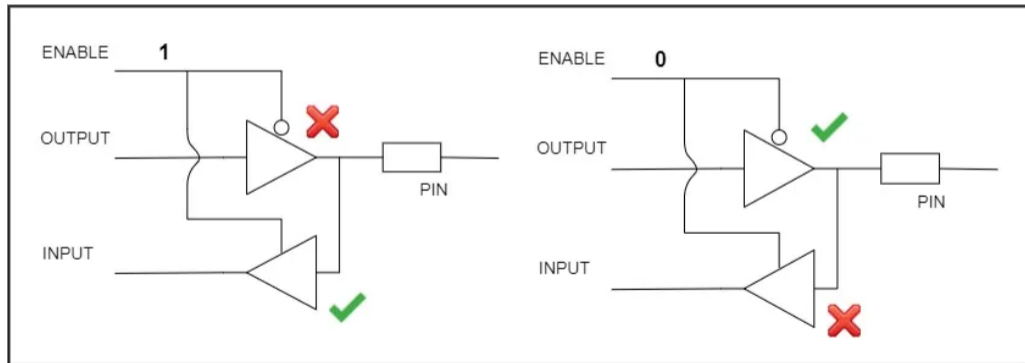 ENABLE 1
OUTPUT
PIN
INPUT
ENABLE 0
OUTPUT
PIN
INPUT